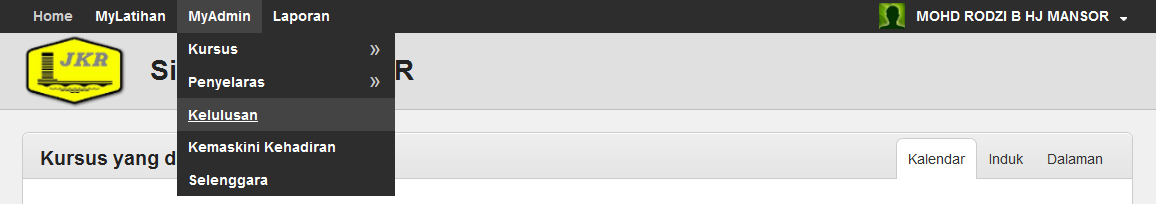 Home MyLatihan MyAdmin Laporan MOHD RODZI B HJ MANSOR
Kursus »
JKR Si R
Penyelaras »
Kelulusan
Kemaskini Kehadiran
Kursus yang d Kalendar Induk Dalaman
Selenggara